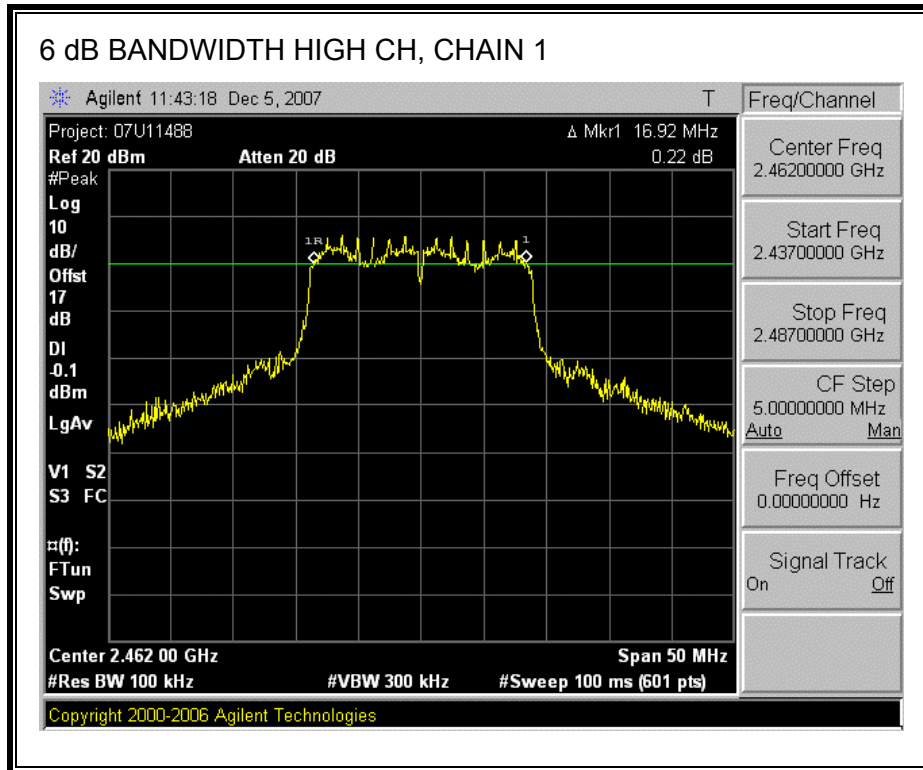 6 dB BANDWIDTH HIGH CH, CHAIN 1
Agilent 11:43:18 Dec 5, 2007 T
Freq/Channel
Project: 07U11488 Δ Mkr1 16.92 MHz
Ref 20 dBm Atten 20 dB 0.22 dB
#Peak
Log
10
dB/
Offst
17
dB
DI
-0.1
dBm
LgAv
V1 S2
S3 FC
¤(f):
FTun
Swp
1R
1
Center 2.462 00 GHz Span 50 MHz
#Res BW 100 kHz #VBW 300 kHz #Sweep 100 ms (601 pts)
Copyright 2000-2006 Agilent Technologies
Center Freq
2.46200000 GHz
Start Freq
2.43700000 GHz
Stop Freq
2.48700000 GHz
CF Step
5.00000000 MHz
Auto Man
Freq Offset
0.00000000 Hz
Signal Track
On Off